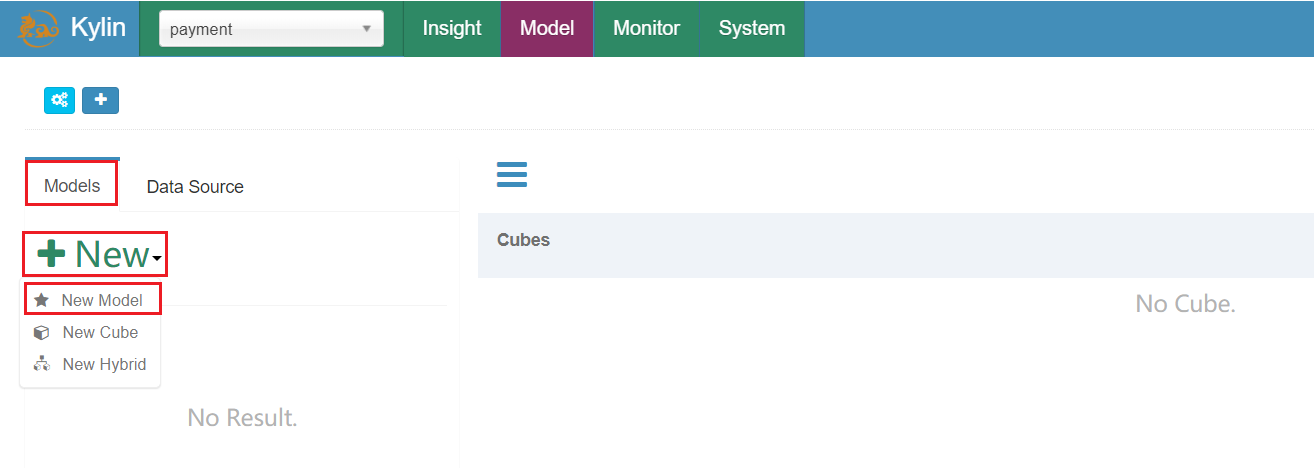 Kylin payment Insight Model Monitor System
Models Data Source
New
New Model
New Cube
New Hybrid
No Result.
Cubes
No Cube.